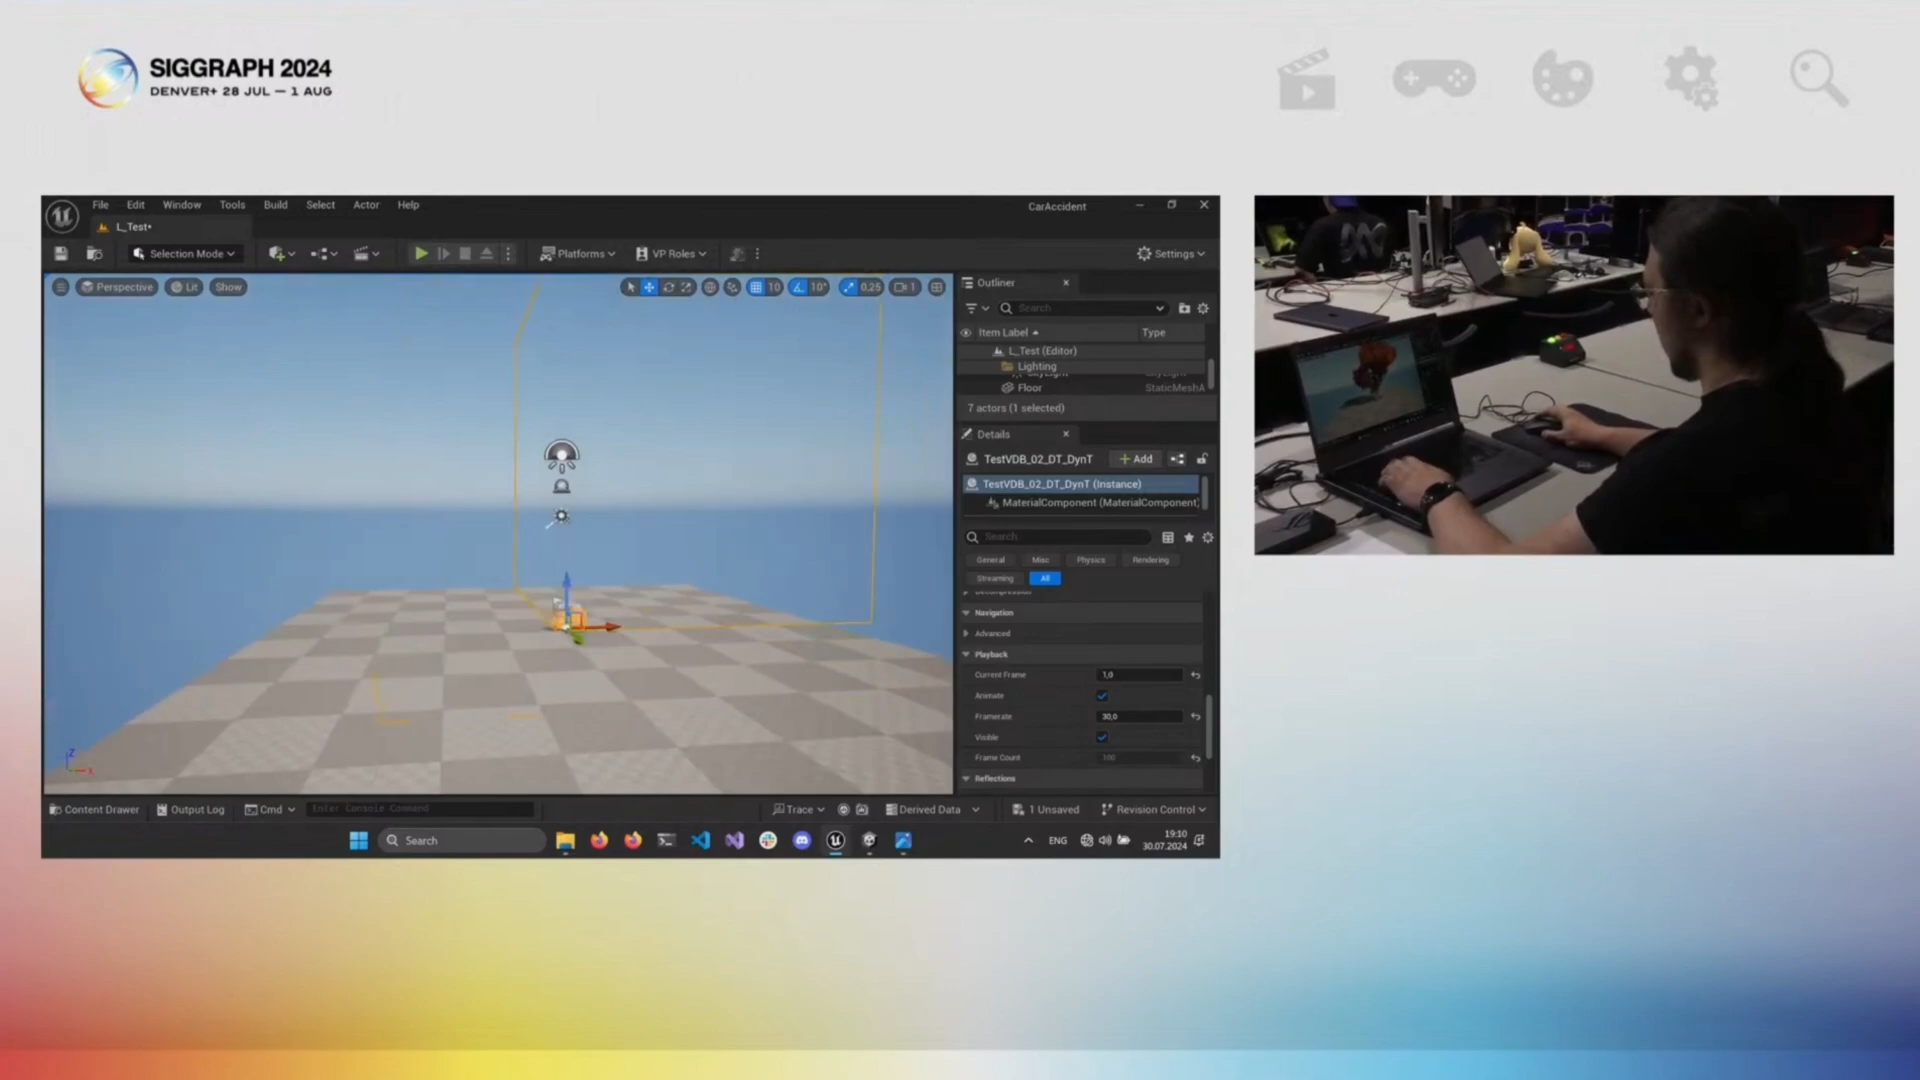 SIGGRAPH 2024
DENVER+ 28 JUL — 1 AUG
File Edit Window Tools Build Select Actor Help
CarAccident
L_Test•
Selection Mode
Platforms
VP Roles
Settings
Perspective
Lit
Show
10
10°
0,25
1
Outliner
Search
Item Label
Type
L_Test (Editor)
Lighting
Floor
StaticMeshA
7 actors (1 selected)
Details
TestVDB_02_DT_DynT
Add
TestVDB_02_DT_DynT (Instance)
MaterialComponent (MaterialComponent)
Search
General
Misc
Physics
Rendering
Streaming
All
Navigation
Advanced
Playback
Current Frame
1,0
Animate
Framerate
30,0
Visible
Frame Count
100
Reflections
Z
X
Content Drawer
Output Log
Cmd
Enter Console Command
Trace
Derived Data
1 Unsaved
Revision Control
Search
ENG
19:10
30.07.2024